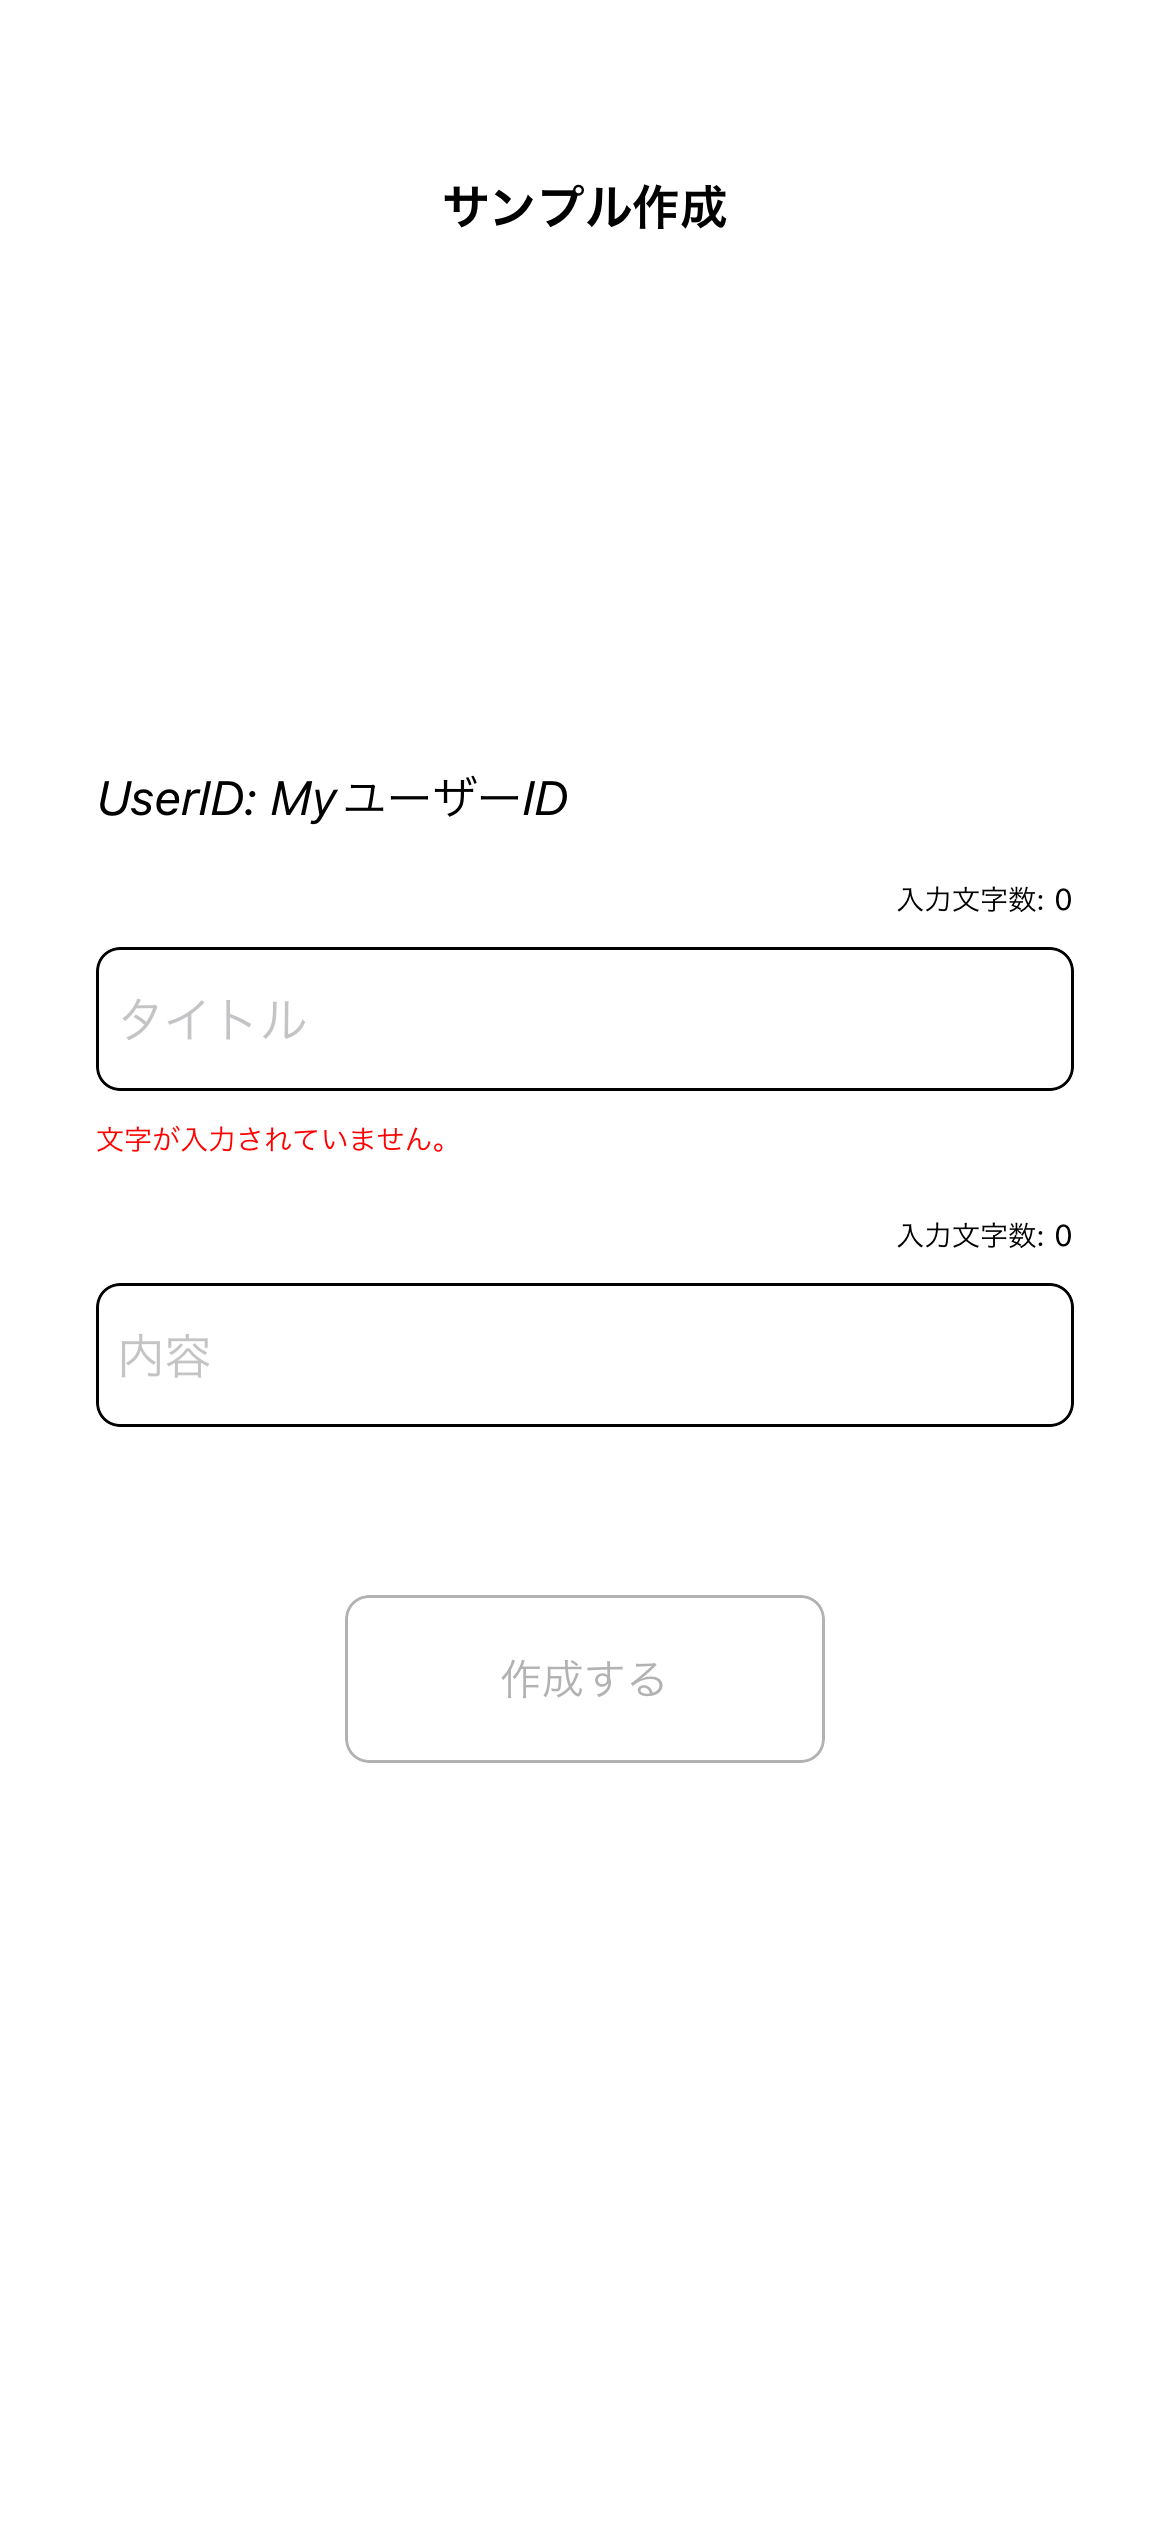 サンプル作成
UserID: MyユーザーID
入力文字数: 0
タイトル
文字が入力されていません。
入力文字数: 0
内容
作成する